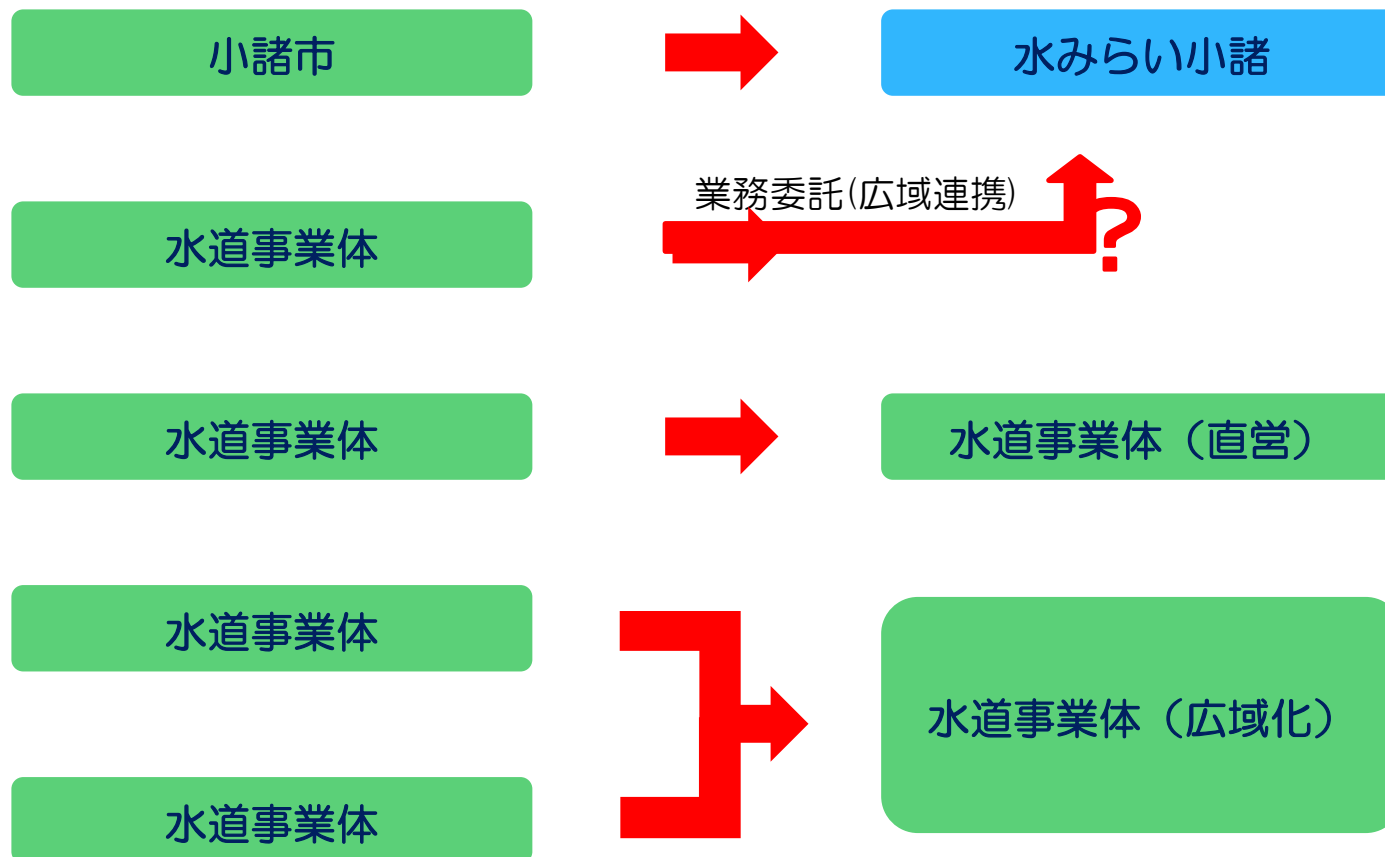 小諸市
水みらい小諸
業務委託(広域連携)
?
水道事業体
水道事業体
水道事業体（直営）
水道事業体
水道事業体（広域化）
水道事業体